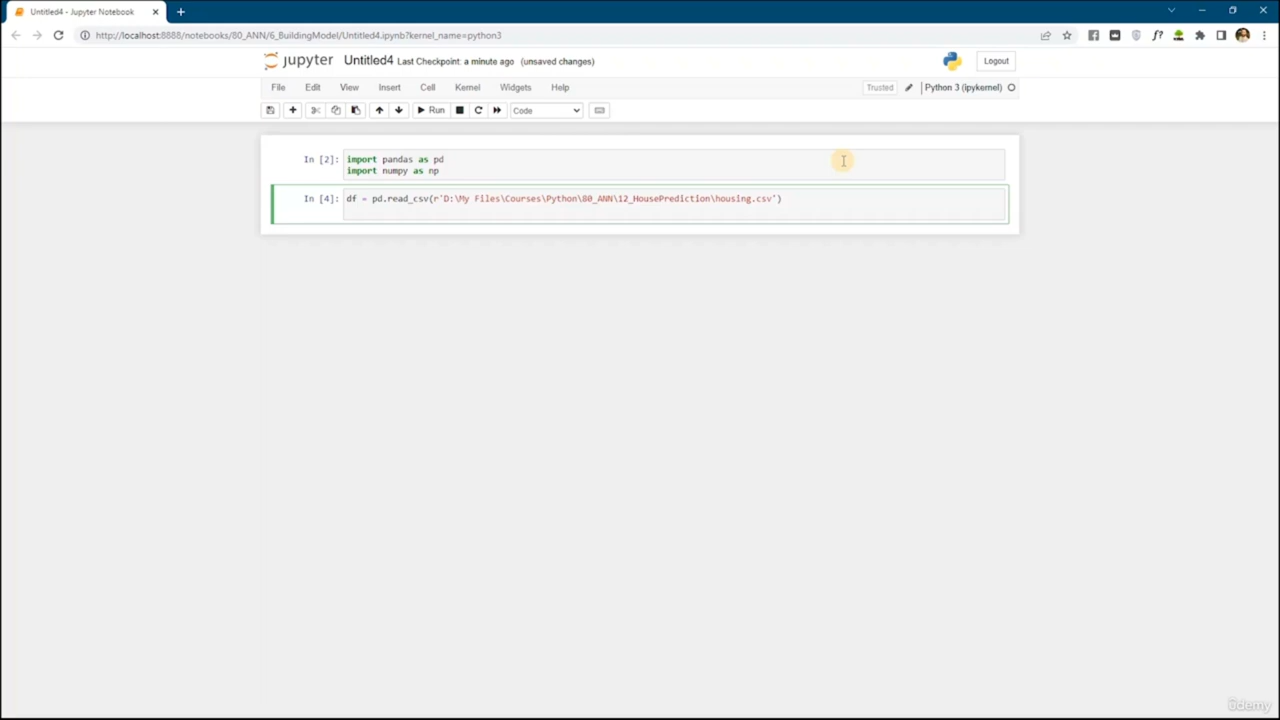 Untitled4 - Jupyter Notebook
http://localhost:8888/notebooks/80_ANN/6_BuildingModel/Untitled4.ipynb?kernel_name=python3
jupyter Untitled4 Last Checkpoint: a minute ago (unsaved changes)
Logout
File Edit View Insert Cell Kernel Widgets Help
Trusted Python 3 (ipykernel)
Run Code
In [2]: import pandas as pd
import numpy as np
In [4]: df = pd.read_csv(r'D:\My Files\Courses\Python\80_ANN\12_HousePrediction\housing.csv')
ûdemy